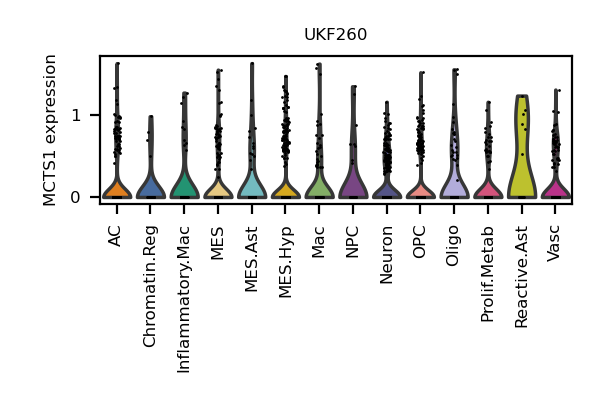 UKF260
MCTS1 expression
1
0
AC
Chromatin.Reg
Inflammatory.Mac
MES
MES.Ast
MES.Hyp
Mac
NPC
Neuron
OPC
Oligo
Prolif.Metab
Reactive.Ast
Vasc